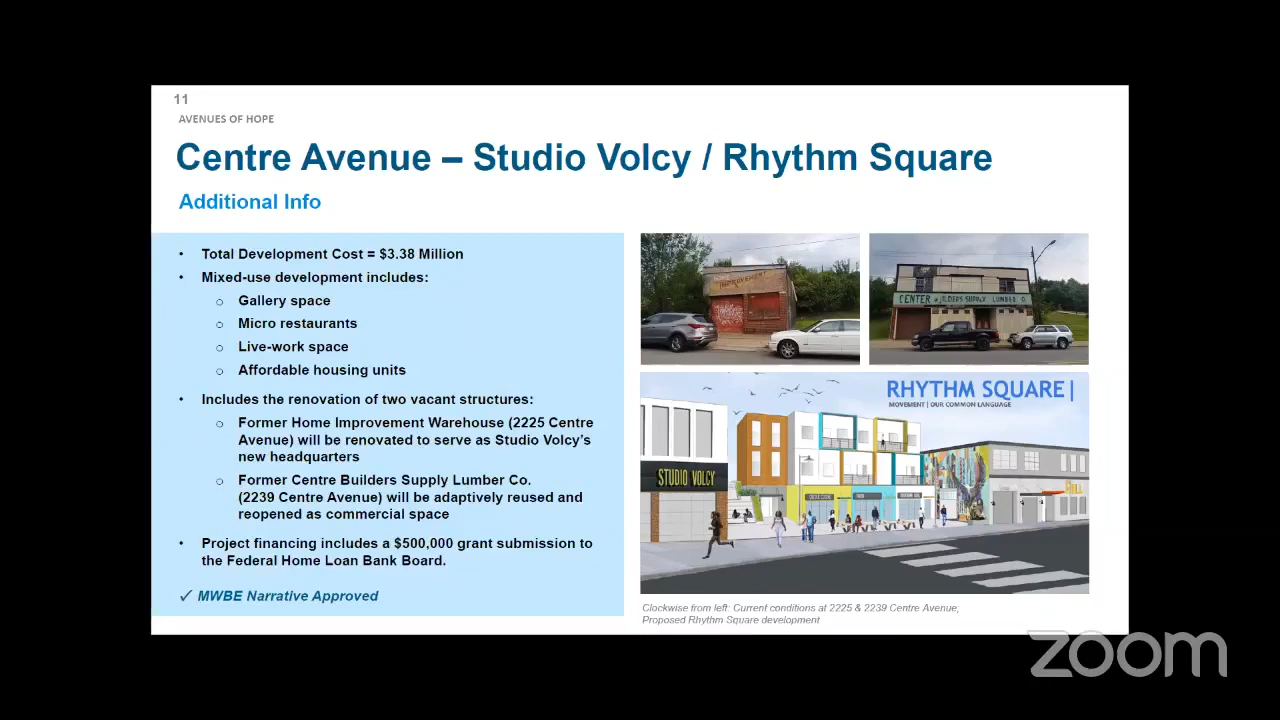 11
AVENUES OF HOPE
Centre Avenue – Studio Volcy / Rhythm Square
Additional Info
• Total Development Cost = $3.38 Million
• Mixed-use development includes:
o Gallery space
o Micro restaurants
o Live-work space
o Affordable housing units
• Includes the renovation of two vacant structures:
o Former Home Improvement Warehouse (2225 Centre
Avenue) will be renovated to serve as Studio Volcy's
new headquarters
o Former Centre Builders Supply Lumber Co.
(2239 Centre Avenue) will be adaptively reused and
reopened as commercial space
• Project financing includes a $500,000 grant submission to
the Federal Home Loan Bank Board.
✓ MWBE Narrative Approved
CENTER BUILDERS SUPPLY LUMBER CO
RHYTHM SQUARE|
MOVEMENT | OUR COMMON LANGUAGE
STUDIO VOLCY
Clockwise from left: Current conditions at 2225 & 2239 Centre Avenue;
Proposed Rhythm Square development
zoom